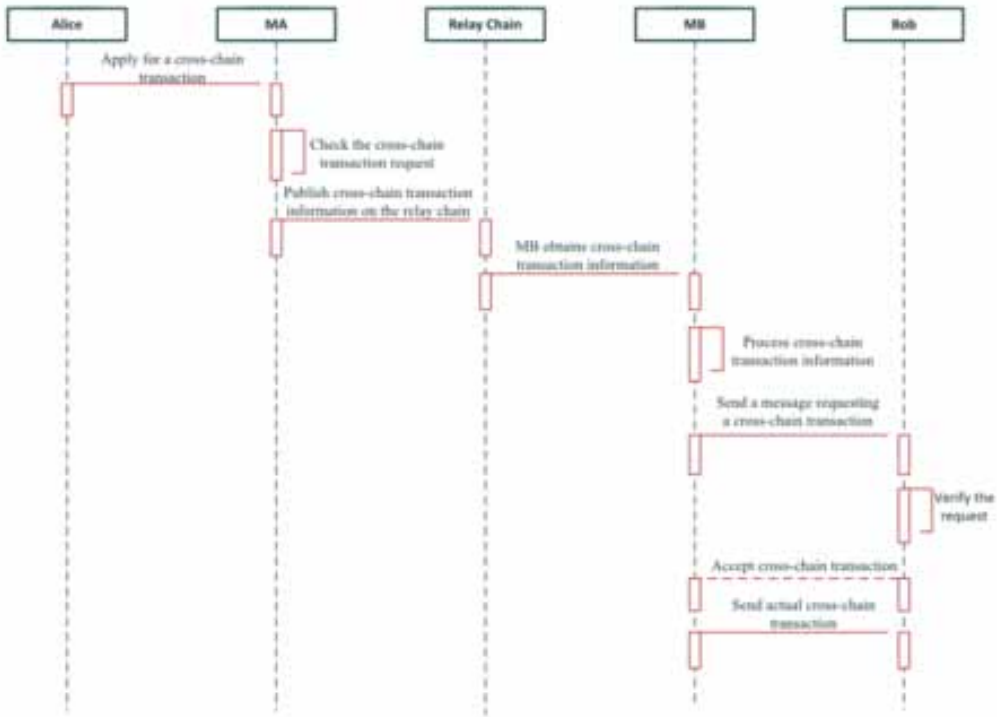 Alice
MA
Relay Chain
MB
Bob
Apply for a cross-chain
transaction
Check the cross-chain
transaction request
Publish cross-chain transaction
information on the relay chain
MB obtains cross-chain
transaction information
Process cross-chain
transaction information
Send a message requesting
a cross-chain transaction
Verify the
request
Accept cross-chain transaction
Send actual cross-chain
transaction